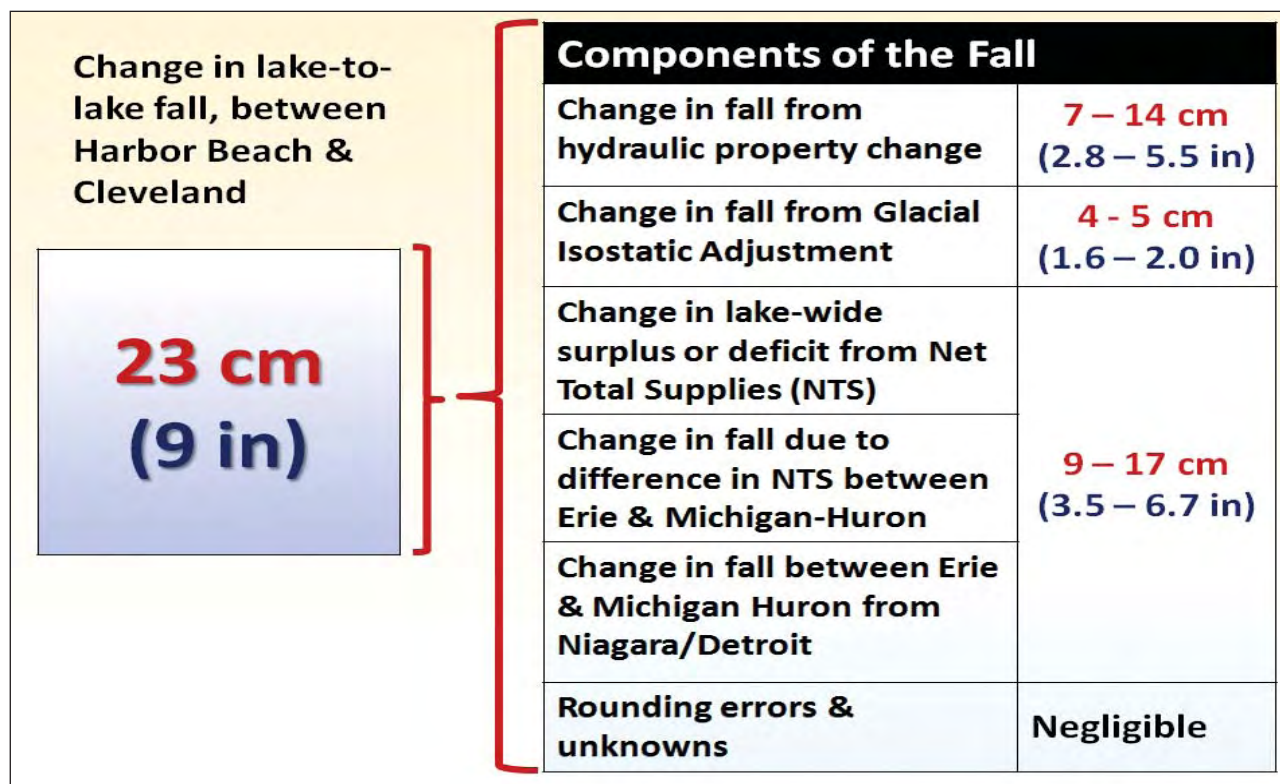 Change in lake-to-
lake fall, between
Harbor Beach &
Cleveland
23 cm
(9 in)
Components of the Fall
Change in fall from
hydraulic property change
7 – 14 cm
(2.8 – 5.5 in)
Change in fall from Glacial
Isostatic Adjustment
4 - 5 cm
(1.6 – 2.0 in)
Change in lake-wide
surplus or deficit from Net
Total Supplies (NTS)
Change in fall due to
difference in NTS between
Erie & Michigan-Huron
Change in fall between Erie
& Michigan Huron from
Niagara/Detroit
9 – 17 cm
(3.5 – 6.7 in)
Rounding errors &
unknowns
Negligible